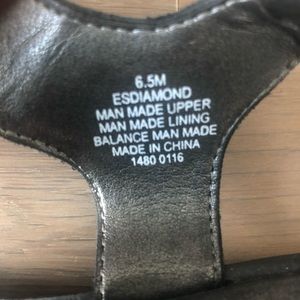 6.5M
ESDIAMOND
MAN MADE UPPER
MAN MADE LINING
BALANCE MAN MADE
MADE IN CHINA
1480 0116